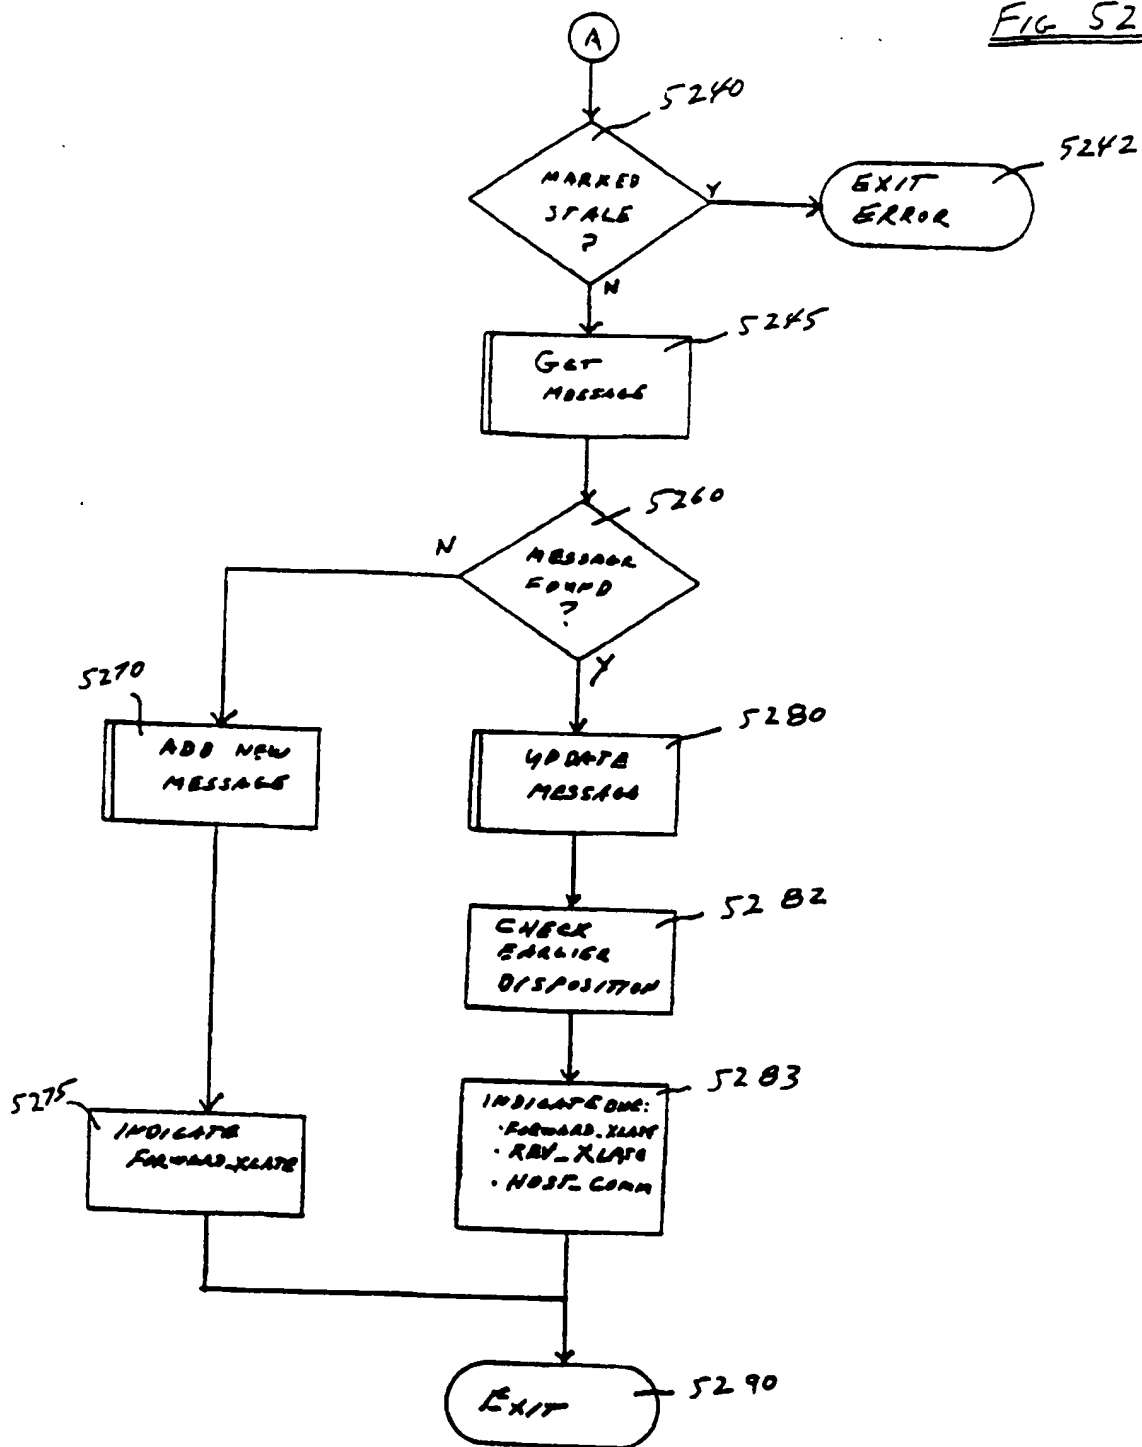 FIG 52
A
5240
MARKED
STALE
?
Y
N
5242
EXIT
ERROR
5245
GET
MESSAGE
5260
MESSAGE
FOUND
?
N
Y
5270
ADD NEW
MESSAGE
5280
UPDATE
MESSAGE
5282
CHECK
EARLIER
DISPOSITION
5275
INDICATE
FORWARD_XLATE
5283
INDICATE ONE:
• FORWARD_XLATE
• REV_XLATE
• HOST_COMM
5290
EXIT